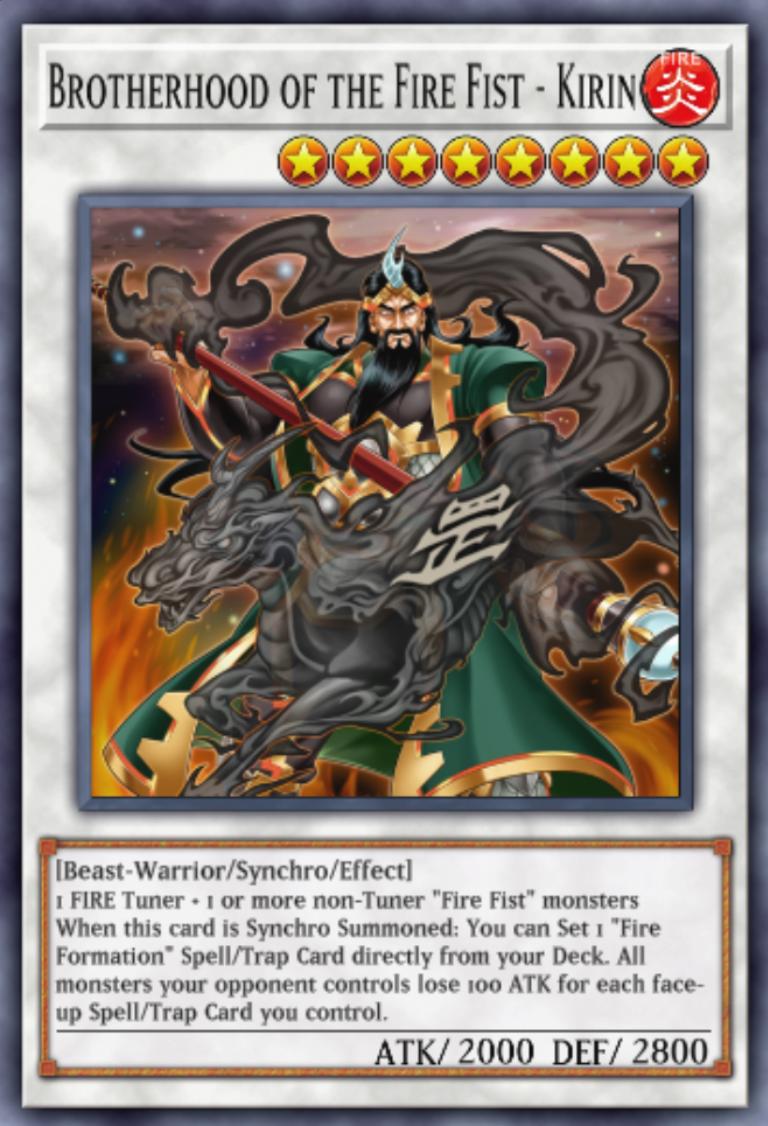 Brotherhood of the Fire Fist - Kirin
FIRE
炎
[Beast-Warrior/Synchro/Effect]
1 FIRE Tuner + 1 or more non-Tuner "Fire Fist" monsters
When this card is Synchro Summoned: You can Set 1 "Fire
Formation" Spell/Trap Card directly from your Deck. All
monsters your opponent controls lose 100 ATK for each face-
up Spell/Trap Card you control.
ATK/ 2000 DEF/ 2800